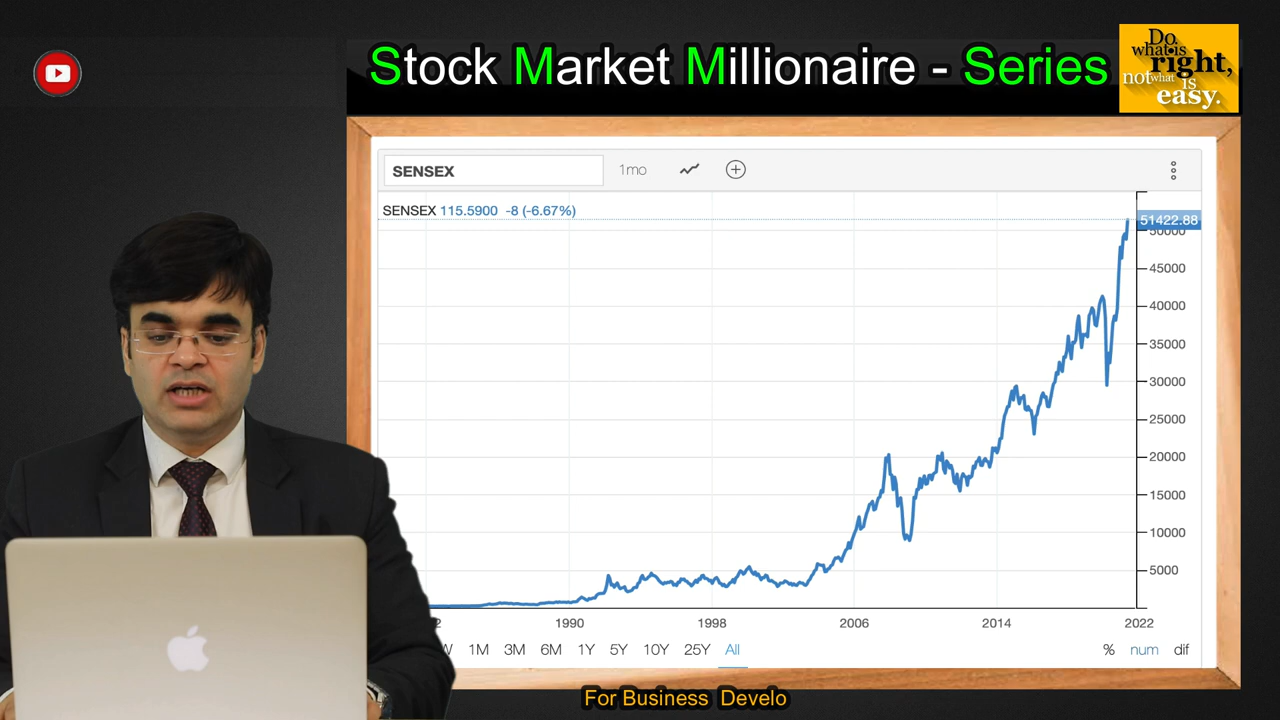 Stock Market Millionaire - Series
Do
what is
right,
not what
is
easy.
SENSEX
1mo
SENSEX 115.5900 -8 (-6.67%)
51422.88
50000
45000
40000
35000
30000
25000
20000
15000
10000
5000
1990 1998 2006 2014 2022
1M 3M 6M 1Y 5Y 10Y 25Y All % num dif
For Business Develo